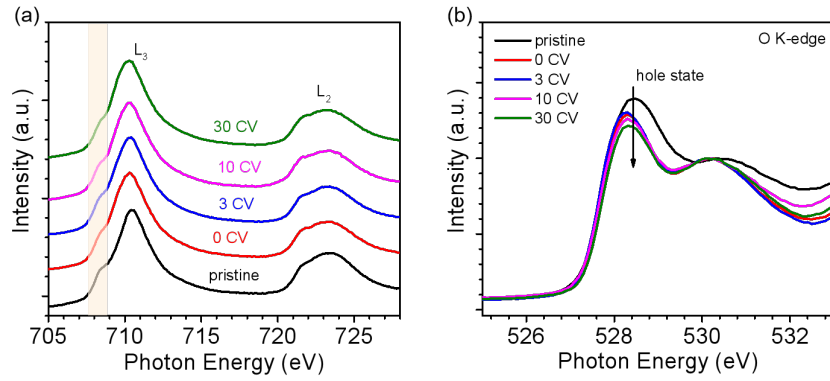 (a)
L3
L2
30 CV
10 CV
3 CV
0 CV
pristine
Intensity (a.u.)
705 710 715 720 725
Photon Energy (eV)
(b)
pristine
0 CV
3 CV
10 CV
30 CV
O K-edge
hole state
Intensity (a.u.)
526 528 530 532
Photon Energy (eV)